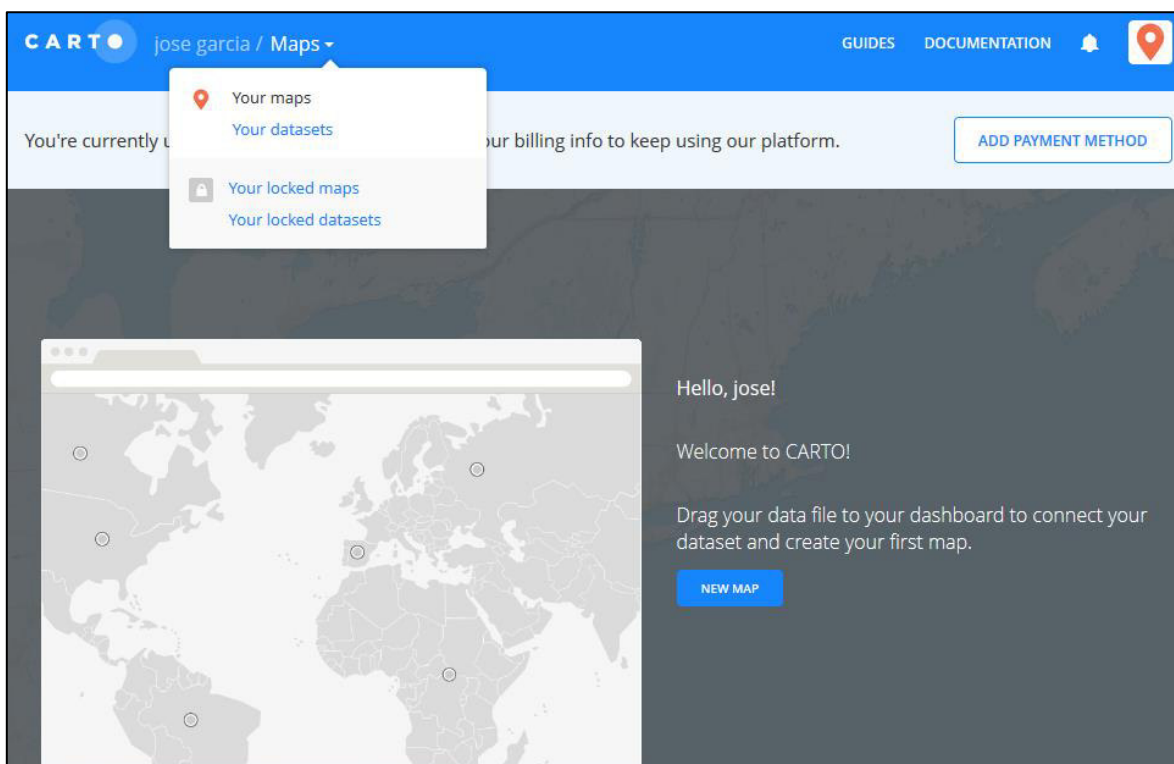 CARTO jose garcia / Maps GUIDES DOCUMENTATION
Your maps
Your datasets
Your locked maps
Your locked datasets
You're currently u
ur billing info to keep using our platform.
ADD PAYMENT METHOD
Hello, jose!
Welcome to CARTO!
Drag your data file to your dashboard to connect your
dataset and create your first map.
NEW MAP